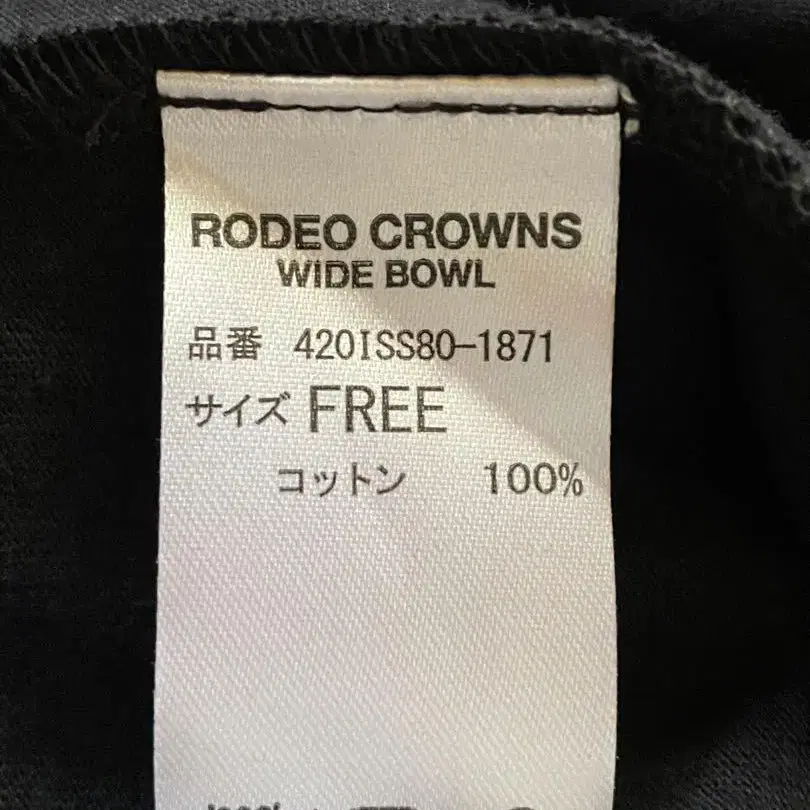 RODEO CROWNS
WIDE BOWL
品番 420ISS80-1871
サイズ FREE
コットン 100%